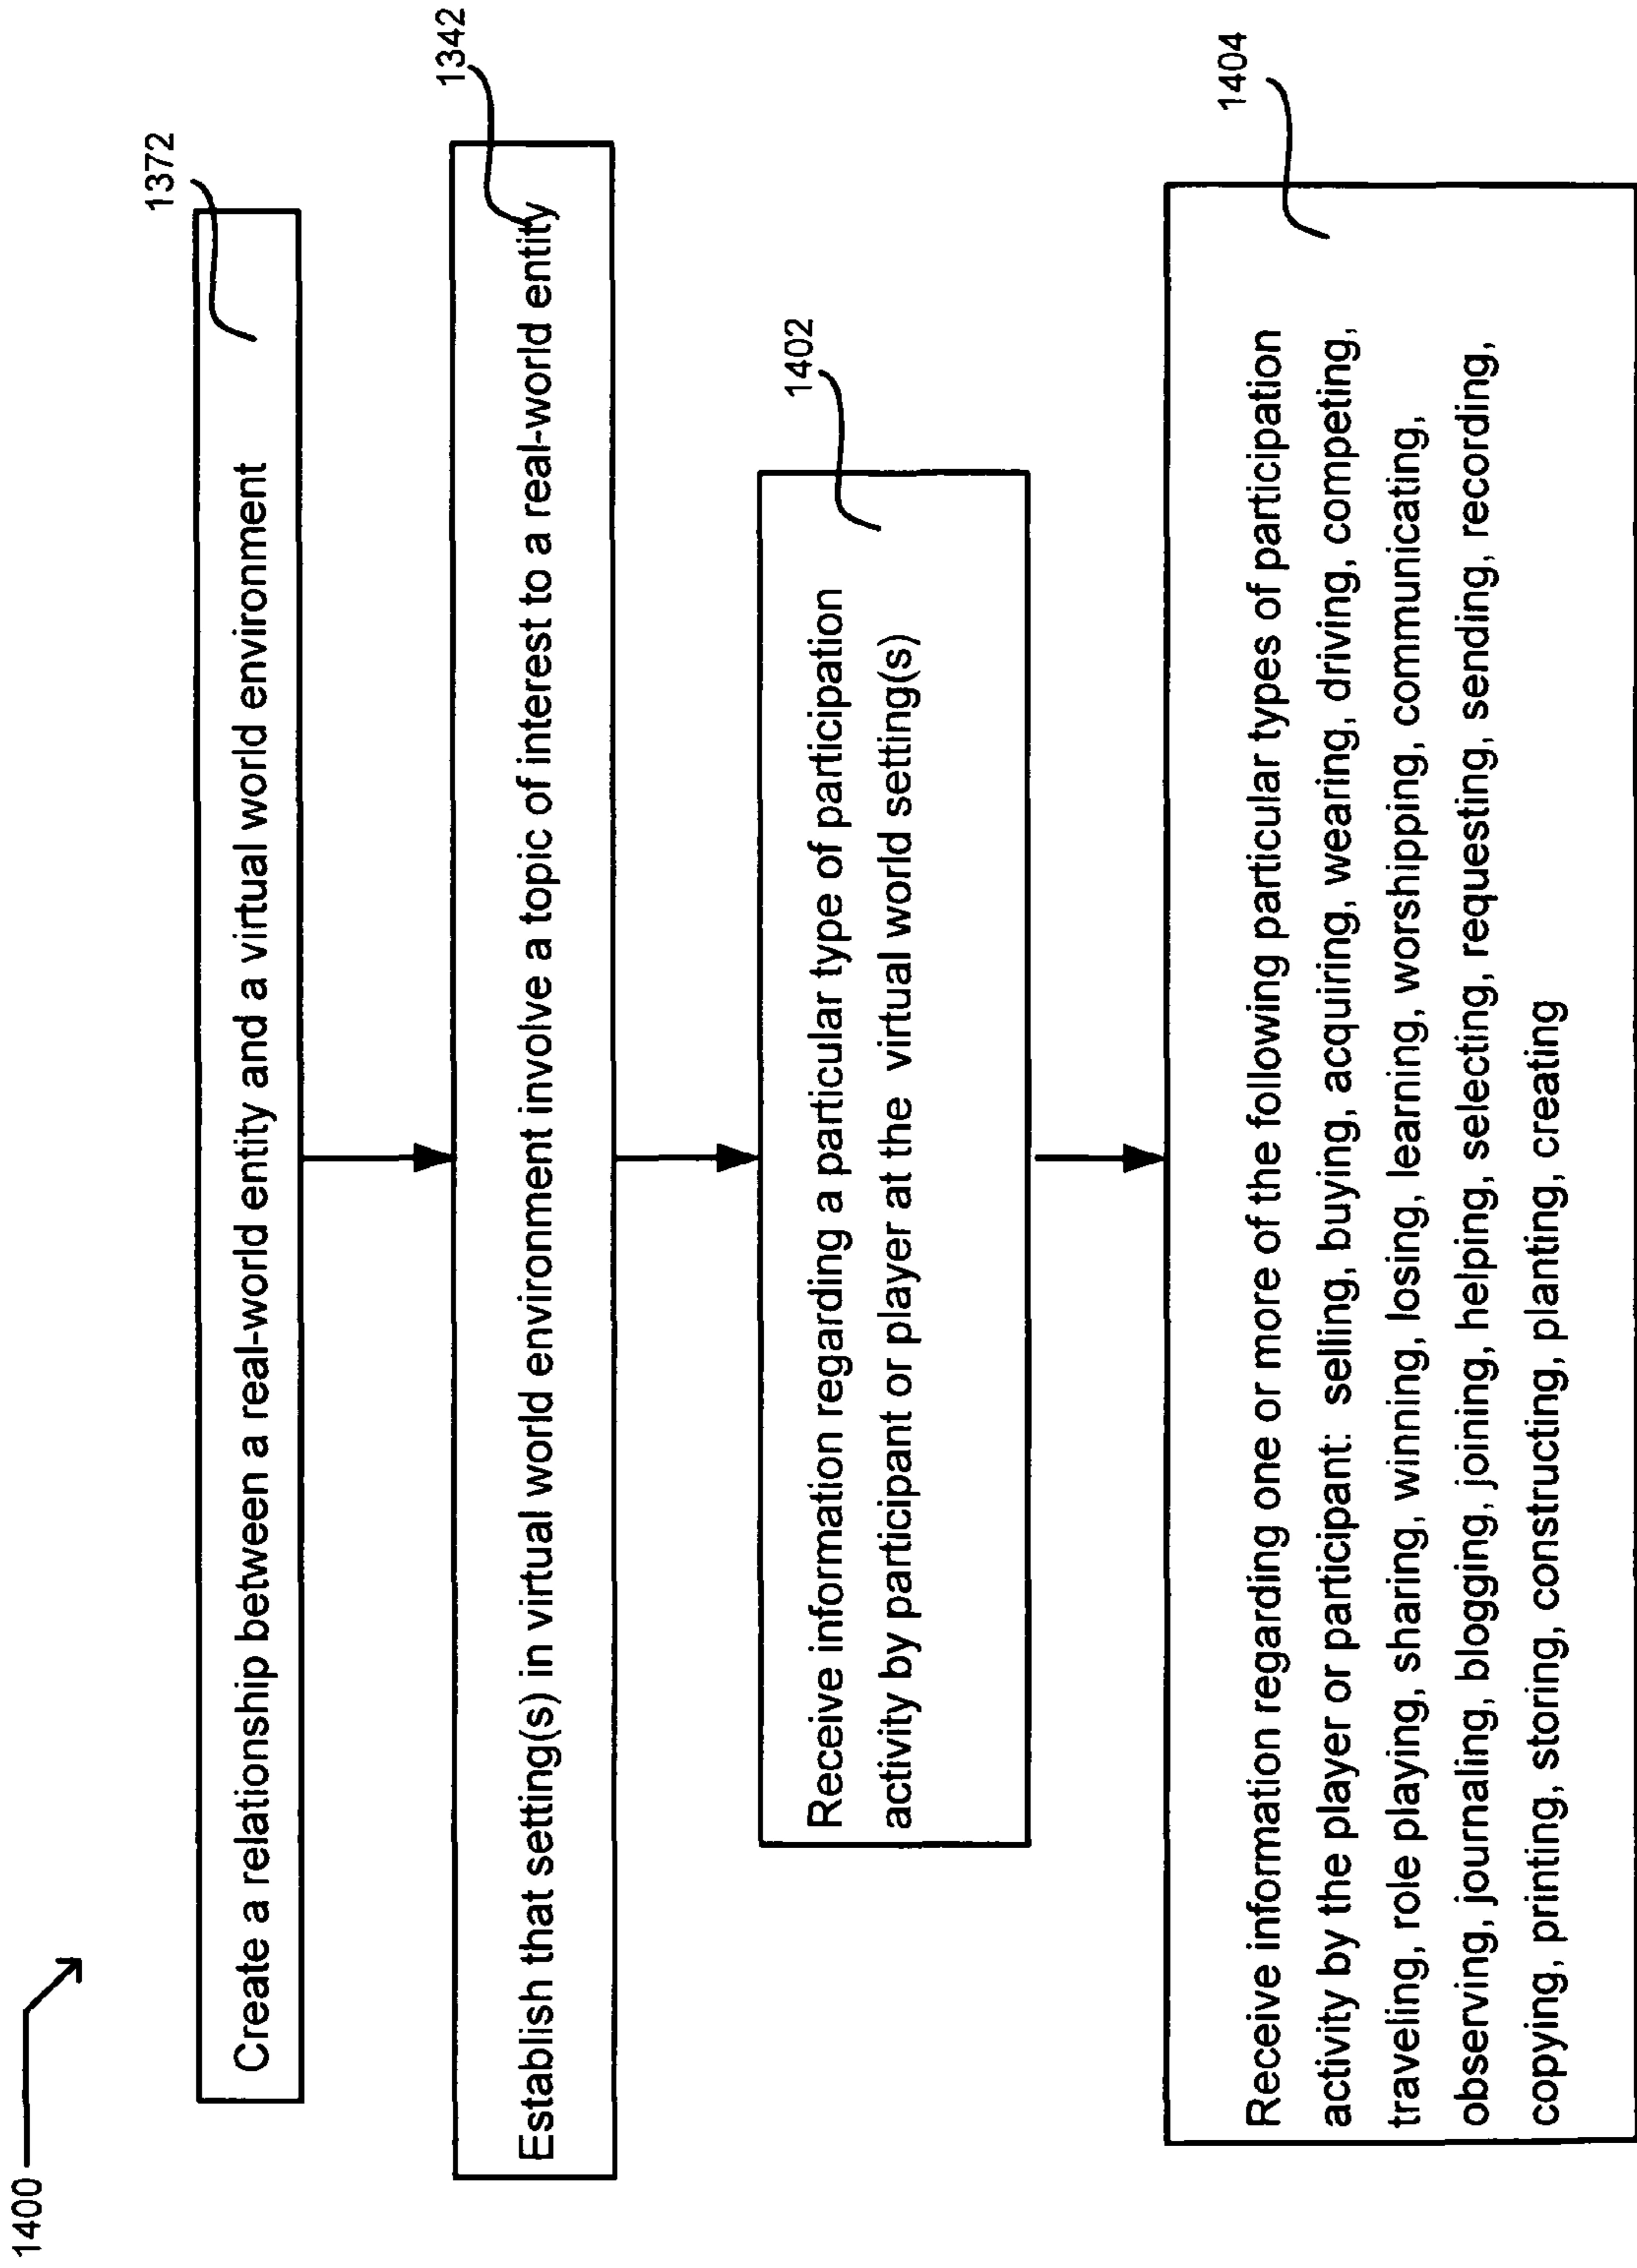 1400
1372
Create a relationship between a real-world entity and a virtual world environment
1342
Establish that setting(s) in virtual world environment involve a topic of interest to a real-world entity
1402
Receive information regarding a particular type of participation
activity by participant or player at the virtual world setting(s)
1404
Receive information regarding one or more of the following particular types of participation
activity by the player or participant: selling, buying, acquiring, wearing, driving, competing,
traveling, role playing, sharing, winning, losing, learning, worshipping, communicating,
observing, journaling, blogging, joining, helping, selecting, requesting, sending, recording,
copying, printing, storing, constructing, planting, creating